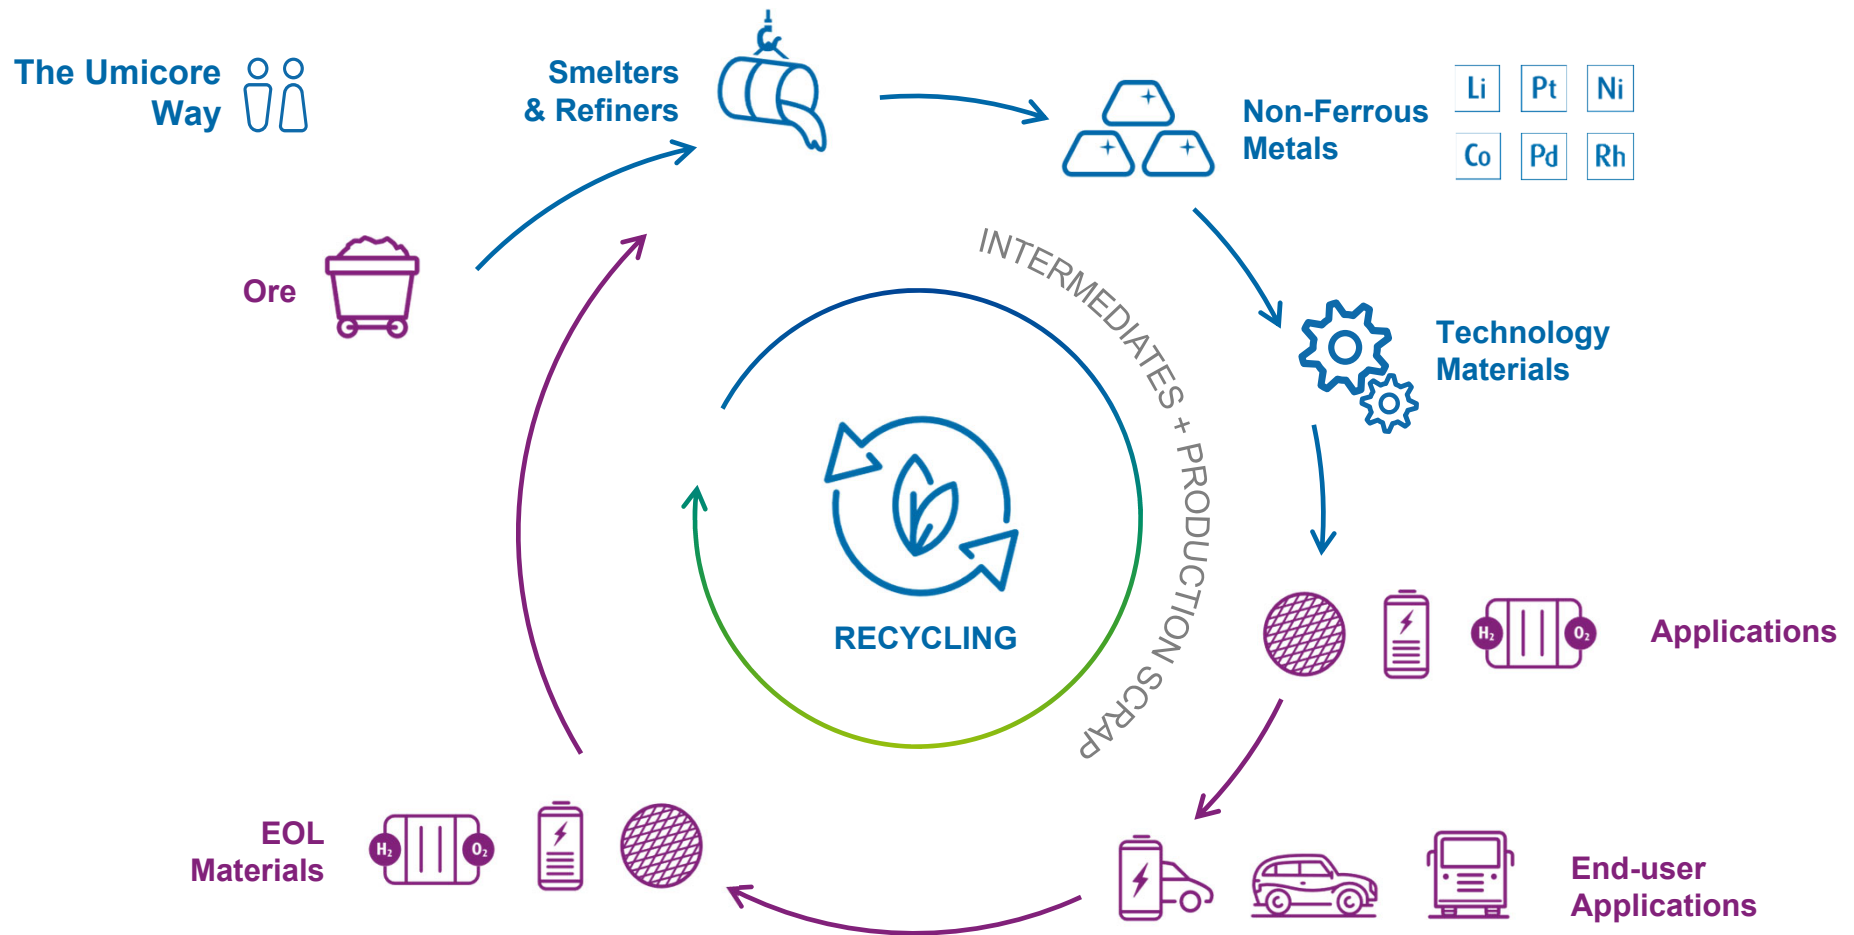 The Umicore
Way
Smelters
& Refiners
Non-Ferrous
Metals
Li Pt Ni
Co Pd Rh
Ore
INTERMEDIATES + PRODUCTION SCRAP
Technology
Materials
RECYCLING
H₂ O₂
Applications
EOL
Materials
H₂ O₂
End-user
Applications